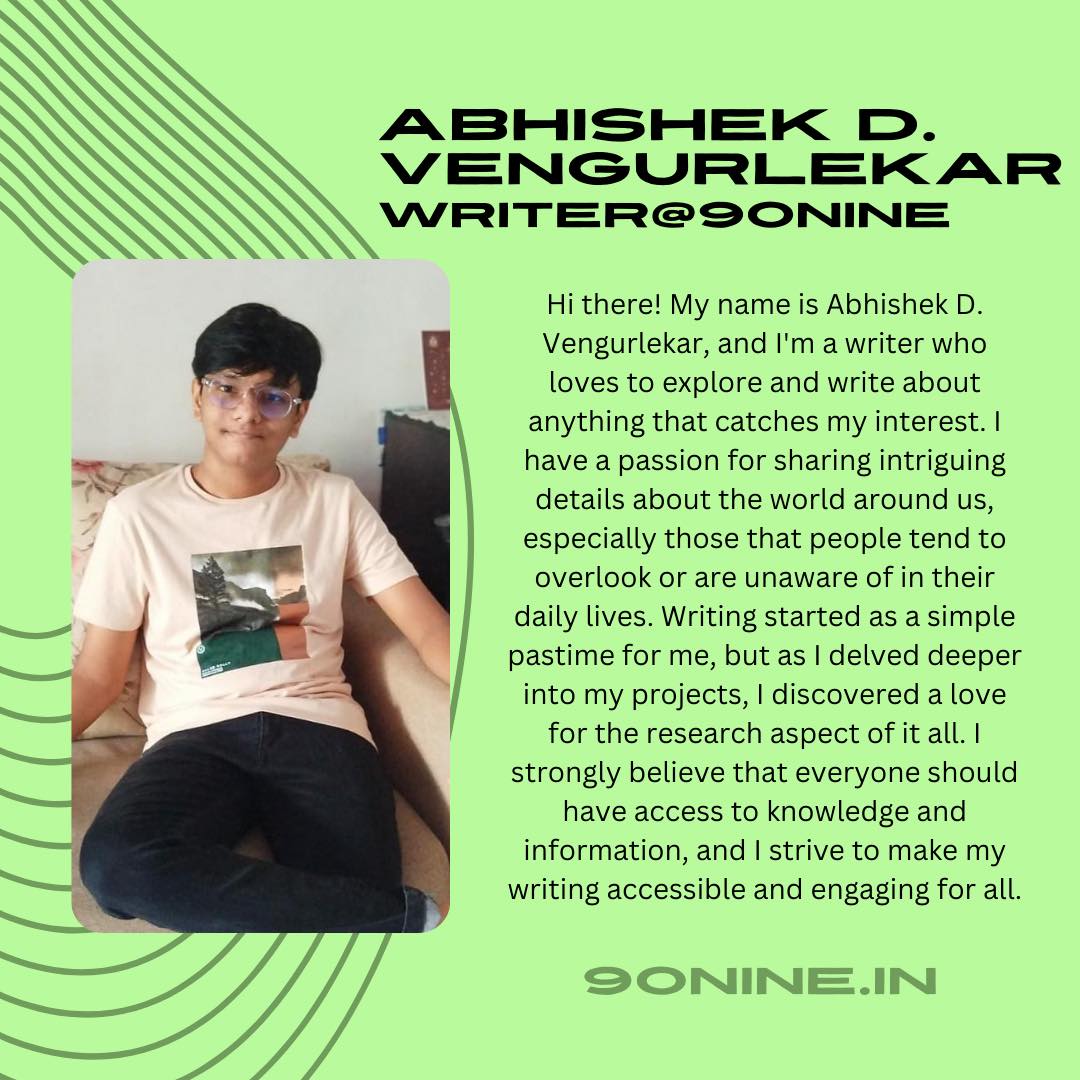 ABHISHEK D.
VENGURLEKAR
WRITER@90NINE
Hi there! My name is Abhishek D.
Vengurlekar, and I'm a writer who
loves to explore and write about
anything that catches my interest. I
have a passion for sharing intriguing
details about the world around us,
especially those that people tend to
overlook or are unaware of in their
daily lives. Writing started as a simple
pastime for me, but as I delved deeper
into my projects, I discovered a love
for the research aspect of it all. I
strongly believe that everyone should
have access to knowledge and
information, and I strive to make my
writing accessible and engaging for all.
90NINE.IN